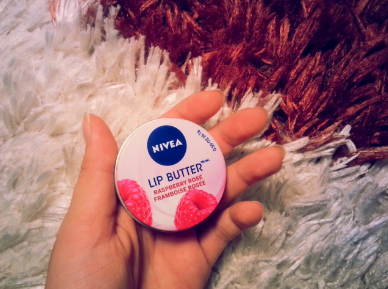 NIVEA
LIP BUTTER
RASPBERRY ROSE
FRAMBOISE ROSÉE